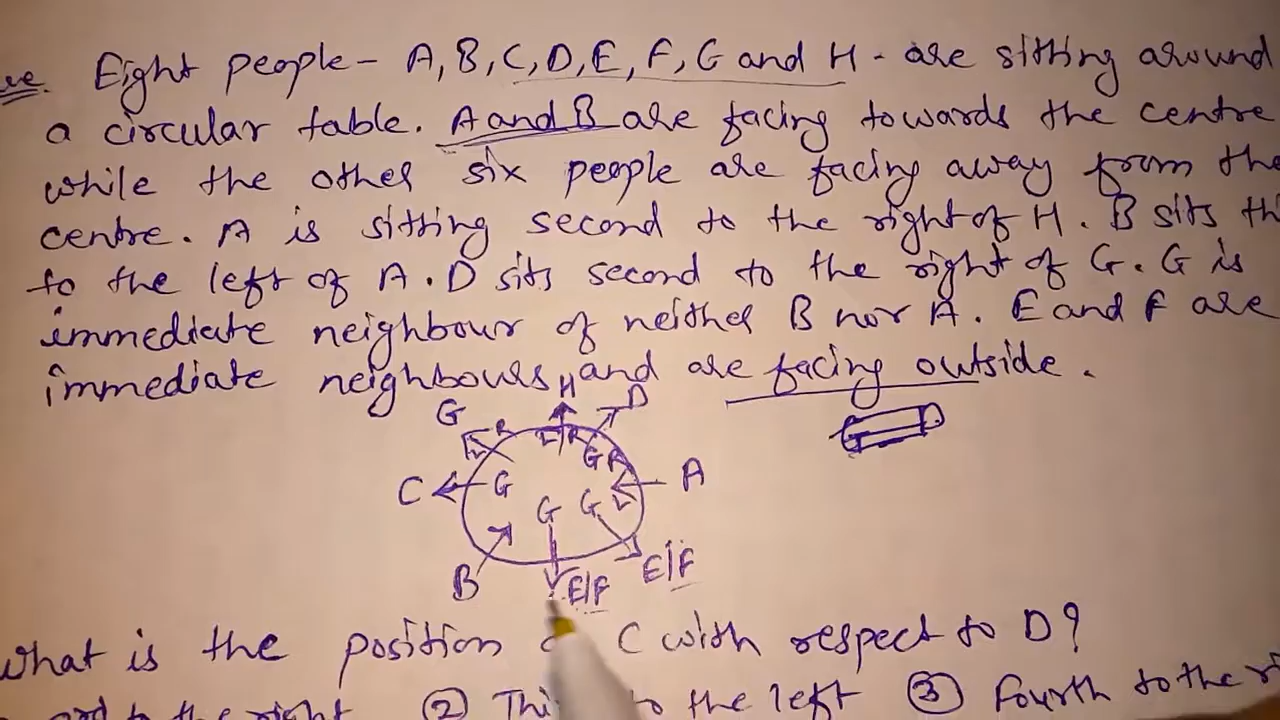 Eight people - A, B, C, D, E, F, G and H - are sitting around
a circular table. A and B are facing towards the centre
while the other six people are facing away from the
centre. A is sitting second to the right of H. B sits
to the left of A. D sits second to the right of G. G is
immediate neighbour of neither B nor A. E and F are
immediate neighbours, and are facing outside.
H
G R L R D
G R
C G A
G G L
B E/F E/F
what is the position C with respect to D?
to the right ② to the left ③ Fourth to the